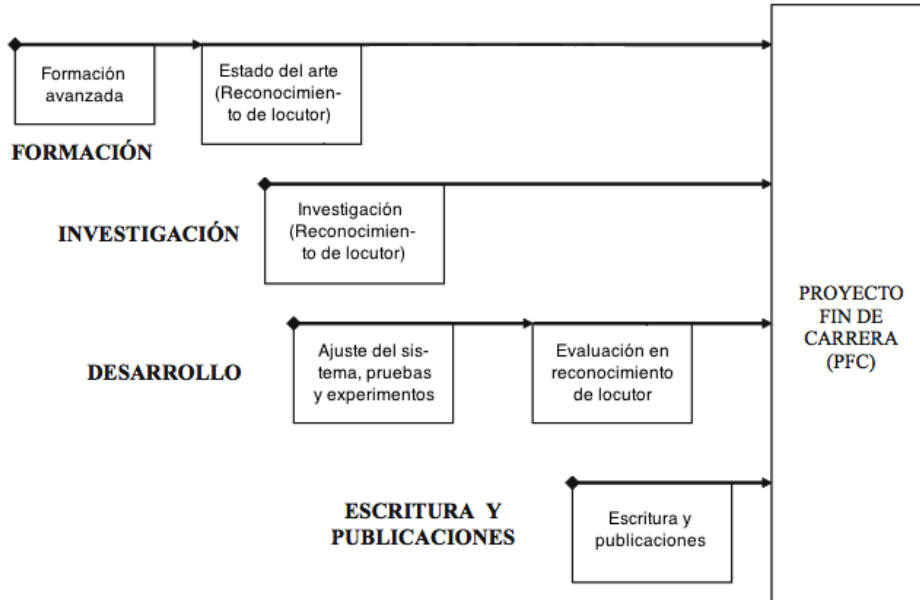 Formación
avanzada
Estado del arte
(Reconocimien-
to de locutor)
FORMACIÓN
INVESTIGACIÓN
Investigación
(Reconocimien-
to de locutor)
DESARROLLO
Ajuste del sis-
tema, pruebas
y experimentos
Evaluación en
reconocimiento
de locutor
ESCRITURA Y
PUBLICACIONES
Escritura y
publicaciones
PROYECTO
FIN DE
CARRERA
(PFC)